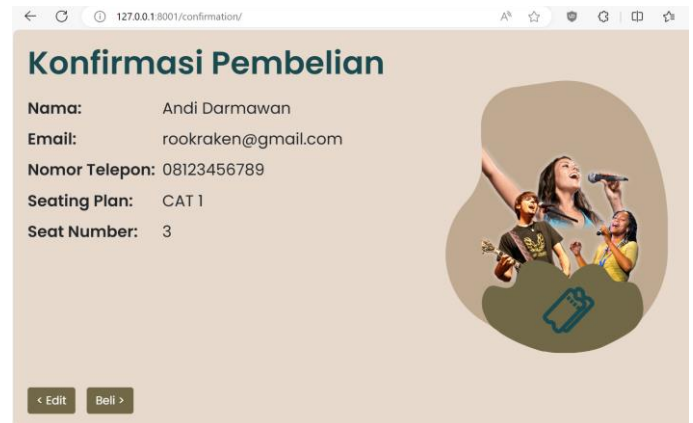 127.0.0.1:8001/confirmation/
Konfirmasi Pembelian
Nama: Andi Darmawan
Email: rookraken@gmail.com
Nomor Telepon: 08123456789
Seating Plan: CAT 1
Seat Number: 3
< Edit Beli >